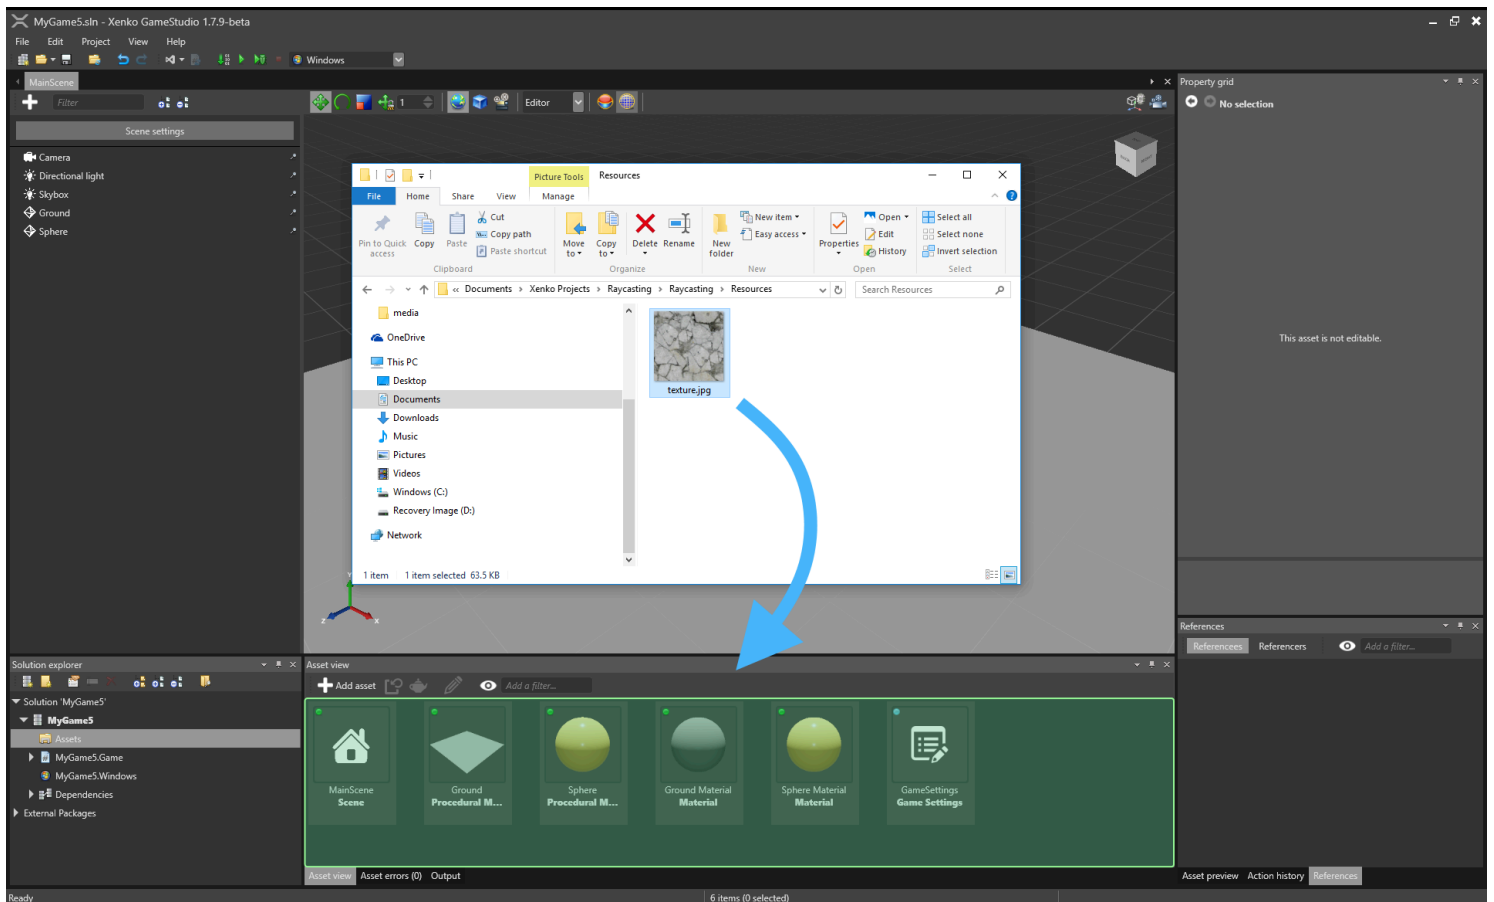 MyGame5.sln - Xenko GameStudio 1.7.9-beta
File Edit Project View Help
Windows
MainScene
Filter
Scene settings
Camera
Directional light
Skybox
Ground
Sphere
1 Editor
Property grid
No selection
This asset is not editable.
Picture Tools Resources
File Home Share View Manage
Pin to Quick access
Copy
Paste
Cut
Copy path
Paste shortcut
Clipboard
Move to
Copy to
Delete
Rename
Organize
New folder
New item
Easy access
New
Properties
Open
Edit
History
Open
Select all
Select none
Invert selection
Select
« Documents > Xenko Projects > Raycasting > Raycasting > Resources
Search Resources
media
OneDrive
This PC
Desktop
Documents
Downloads
Music
Pictures
Videos
Windows (C:)
Recovery Image (D:)
Network
texture.jpg
1 item 1 item selected 63.5 KB
Y
z x
References
Referencees Referencers Add a filter...
Solution explorer
Solution 'MyGame5'
MyGame5
Assets
MyGame5.Game
MyGame5.Windows
Dependencies
External Packages
Asset view
Add asset Add a filter...
MainScene
Scene
Ground
Procedural M...
Sphere
Procedural M...
Ground Material
Material
Sphere Material
Material
GameSettings
Game Settings
Asset view Asset errors (0) Output
Asset preview Action history References
Ready
6 items (0 selected)